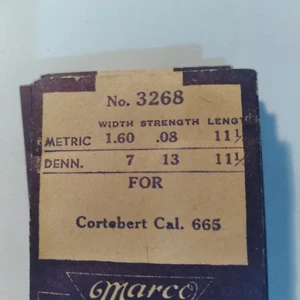 No. 3268
WIDTH STRENGTH LENGT
METRIC 1.60 .08 11½
DENN. 7 13 11½
FOR
Cortebert Cal. 665
Marco